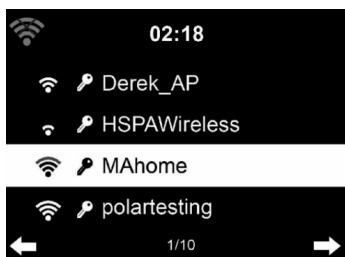 02:18
Derek_AP
HSPAWireless
MAhome
polartesting
1/10